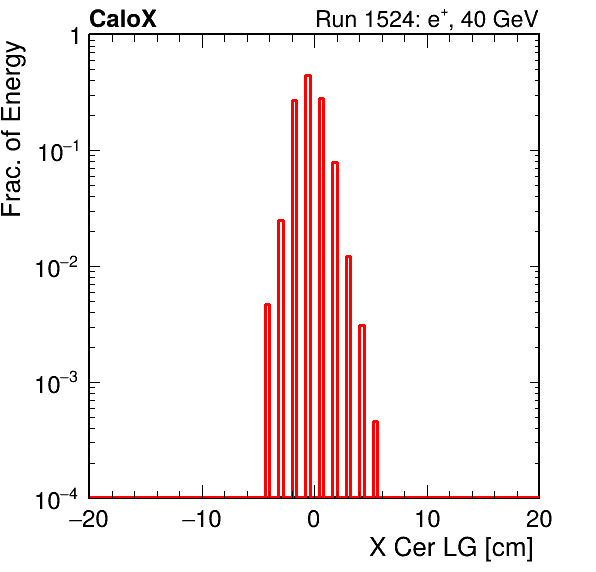 CaloX Run 1524: e⁺, 40 GeV
Frac. of Energy
1
10⁻¹
10⁻²
10⁻³
10⁻⁴
−20 −10 0 10 20
X Cer LG [cm]